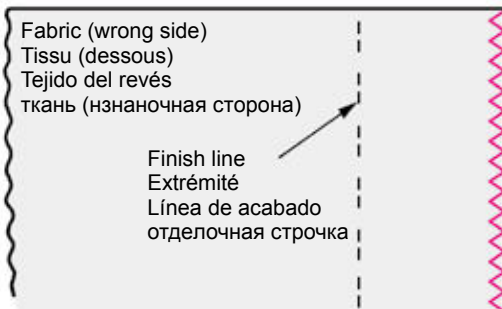 Fabric (wrong side)
Tissu (dessous)
Tejido del revés
ткань (нзнаночная сторона)
Finish line
Extrémité
Línea de acabado
отделочная строчка